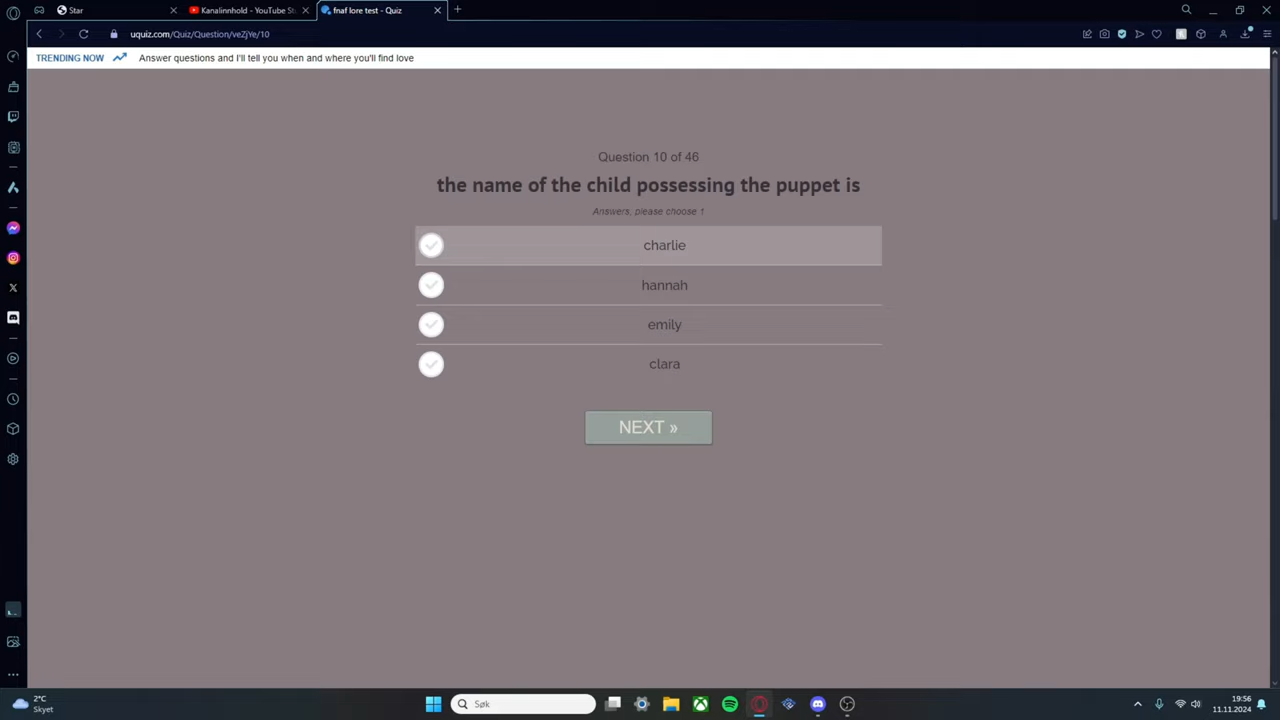 Star
Kanalinnhold - YouTube St
fnaf lore test - Quiz
uquiz.com/Quiz/Question/veZjYe/10
TRENDING NOW
Answer questions and I'll tell you when and where you'll find love
Question 10 of 46
the name of the child possessing the puppet is
Answers, please choose 1
charlie
hannah
emily
clara
NEXT »
2°C
Skyet
Søk
19:56
11.11.2024